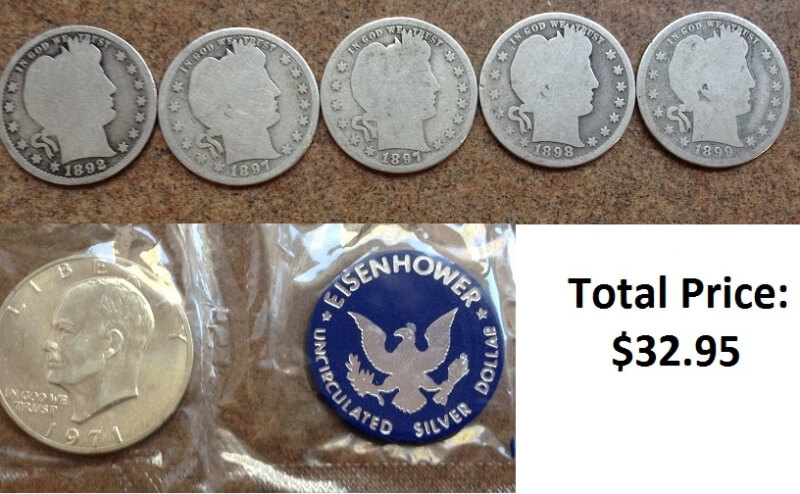 IN GOD WE TRUST
1892
IN GOD WE TRUST
1897
IN GOD WE TRUST
1897
IN GOD WE TRUST
1898
IN GOD WE TRUST
1899
LIBERTY
IN GOD WE
TRUST
1971
EISENHOWER
UNCIRCULATED SILVER DOLLAR
Total Price:
$32.95